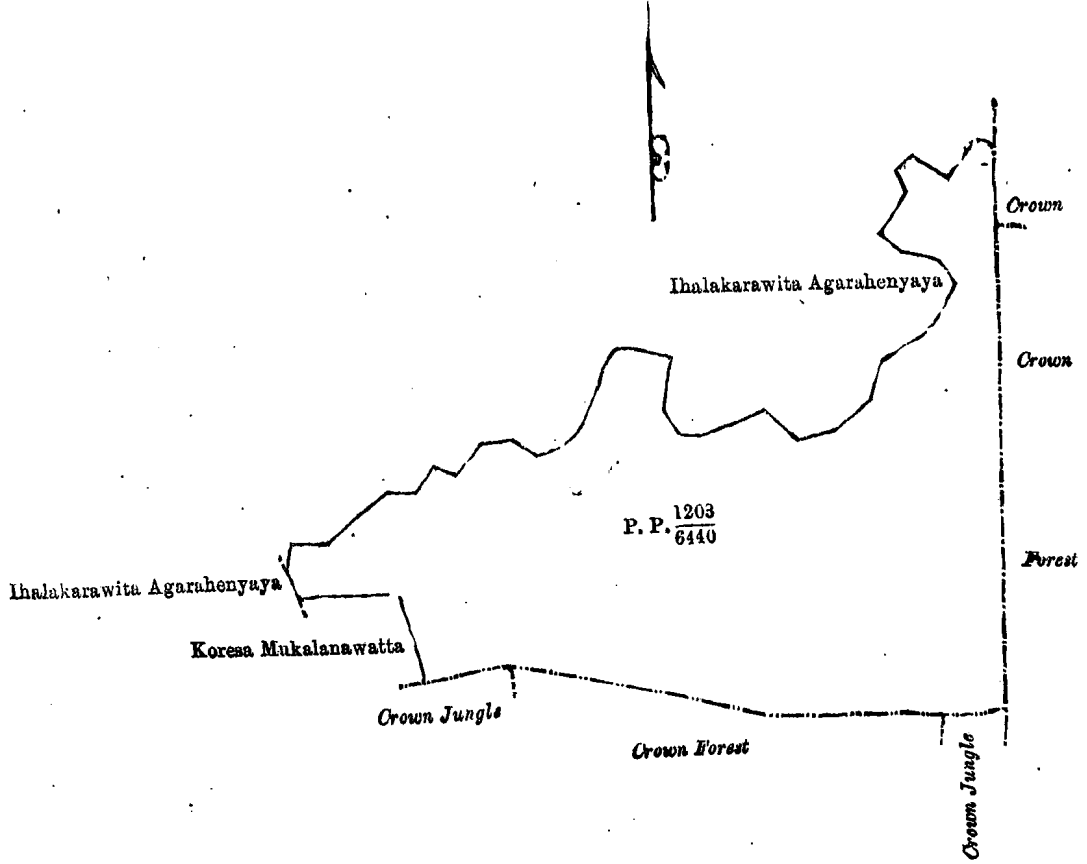 Crown
Ihalakarawita Agarahenyaya
Crown
P. P. 1203
6440
Forest
Ihalakarawita Agarahenyaya
Koresa Mukalanawatta
Crown Jungle
Crown Forest
Crown Jungle